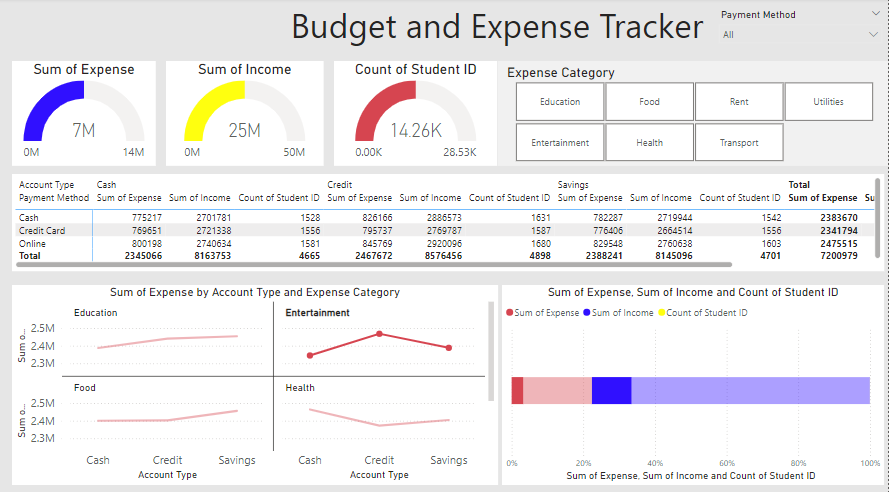 Budget and Expense Tracker
Payment Method
All
Sum of Expense
7M
0M 14M
Sum of Income
25M
0M 50M
Count of Student ID
14.26K
0.00K 28.53K
Expense Category
Education Food Rent Utilities
Entertainment Health Transport
Account Type Cash Credit Savings Total
Payment Method Sum of Expense Sum of Income Count of Student ID Sum of Expense Sum of Income Count of Student ID Sum of Expense Sum of Income Count of Student ID Sum of Expense Su
Cash 775217 2701781 1528 826166 2886573 1631 782287 2719944 1542 2383670
Credit Card 769651 2721338 1556 795737 2769787 1587 776406 2664514 1556 2341794
Online 800198 2740634 1581 845769 2920096 1680 829548 2760638 1603 2475515
Total 2345066 8163753 4665 2467672 8576456 4898 2388241 8145096 4701 7200979
Sum of Expense by Account Type and Expense Category
Education Entertainment
Sum o...
2.5M
2.4M
2.3M
Food Health
Sum o...
2.5M
2.4M
2.3M
Cash Credit Savings Cash Credit Savings
Account Type Account Type
Sum of Expense, Sum of Income and Count of Student ID
Sum of Expense Sum of Income Count of Student ID
0% 20% 40% 60% 80% 100%
Sum of Expense, Sum of Income and Count of Student ID